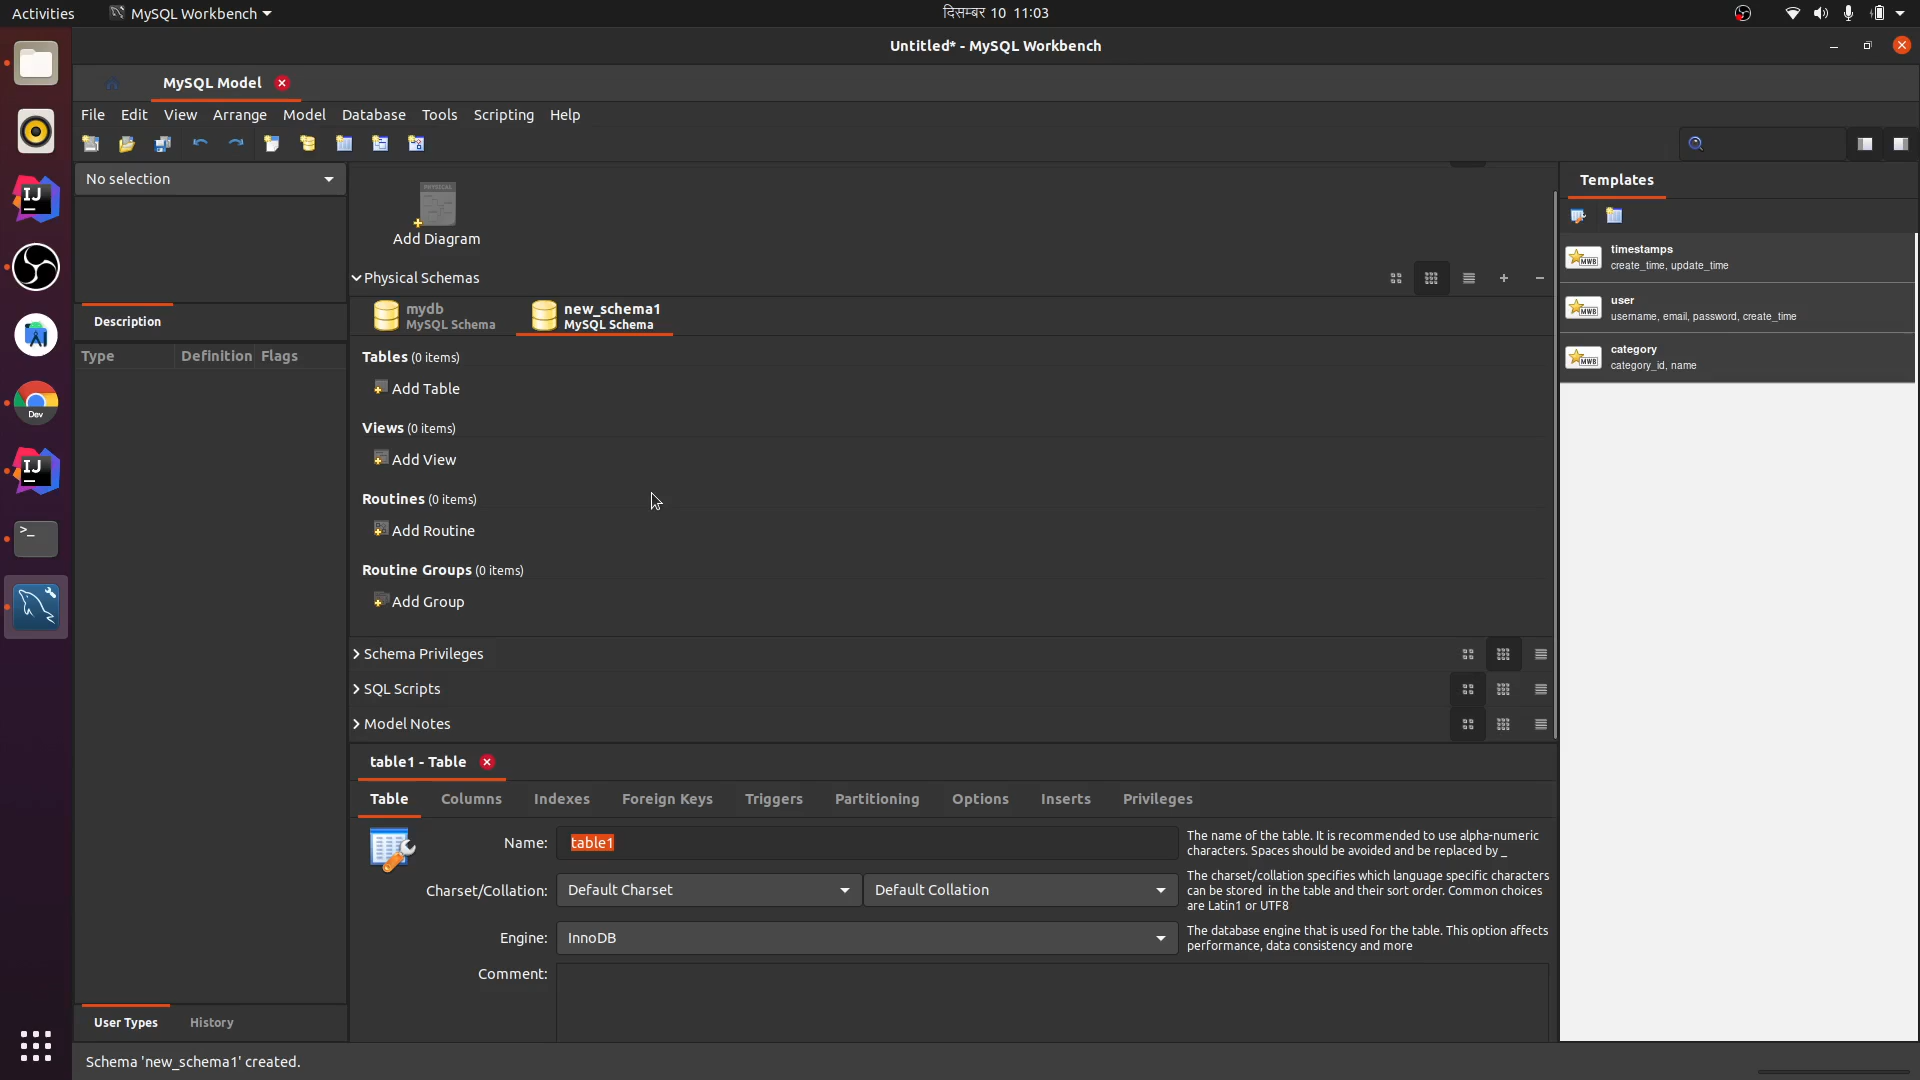 Activities
MySQL Workbench
दिसम्बर 10 11:03
Untitled* - MySQL Workbench
MySQL Model
File Edit View Arrange Model Database Tools Scripting Help
No selection
Description
Type Definition Flags
User Types History
PHYSICAL
Add Diagram
Physical Schemas
mydb
MySQL Schema
new_schema1
MySQL Schema
Tables (0 items)
Add Table
Views (0 items)
Add View
Routines (0 items)
Add Routine
Routine Groups (0 items)
Add Group
Schema Privileges
SQL Scripts
Model Notes
table1 - Table
Table Columns Indexes Foreign Keys Triggers Partitioning Options Inserts Privileges
Name: table1
The name of the table. It is recommended to use alpha-numeric
characters. Spaces should be avoided and be replaced by _
Charset/Collation: Default Charset Default Collation
The charset/collation specifies which language specific characters
can be stored in the table and their sort order. Common choices
are Latin1 or UTF8
Engine: InnoDB
The database engine that is used for the table. This option affects
performance, data consistency and more
Comment:
Templates
timestamps
create_time, update_time
user
username, email, password, create_time
category
category_id, name
MWB
MWB
MWB
IJ
Dev
IJ
>_
Schema 'new_schema1' created.